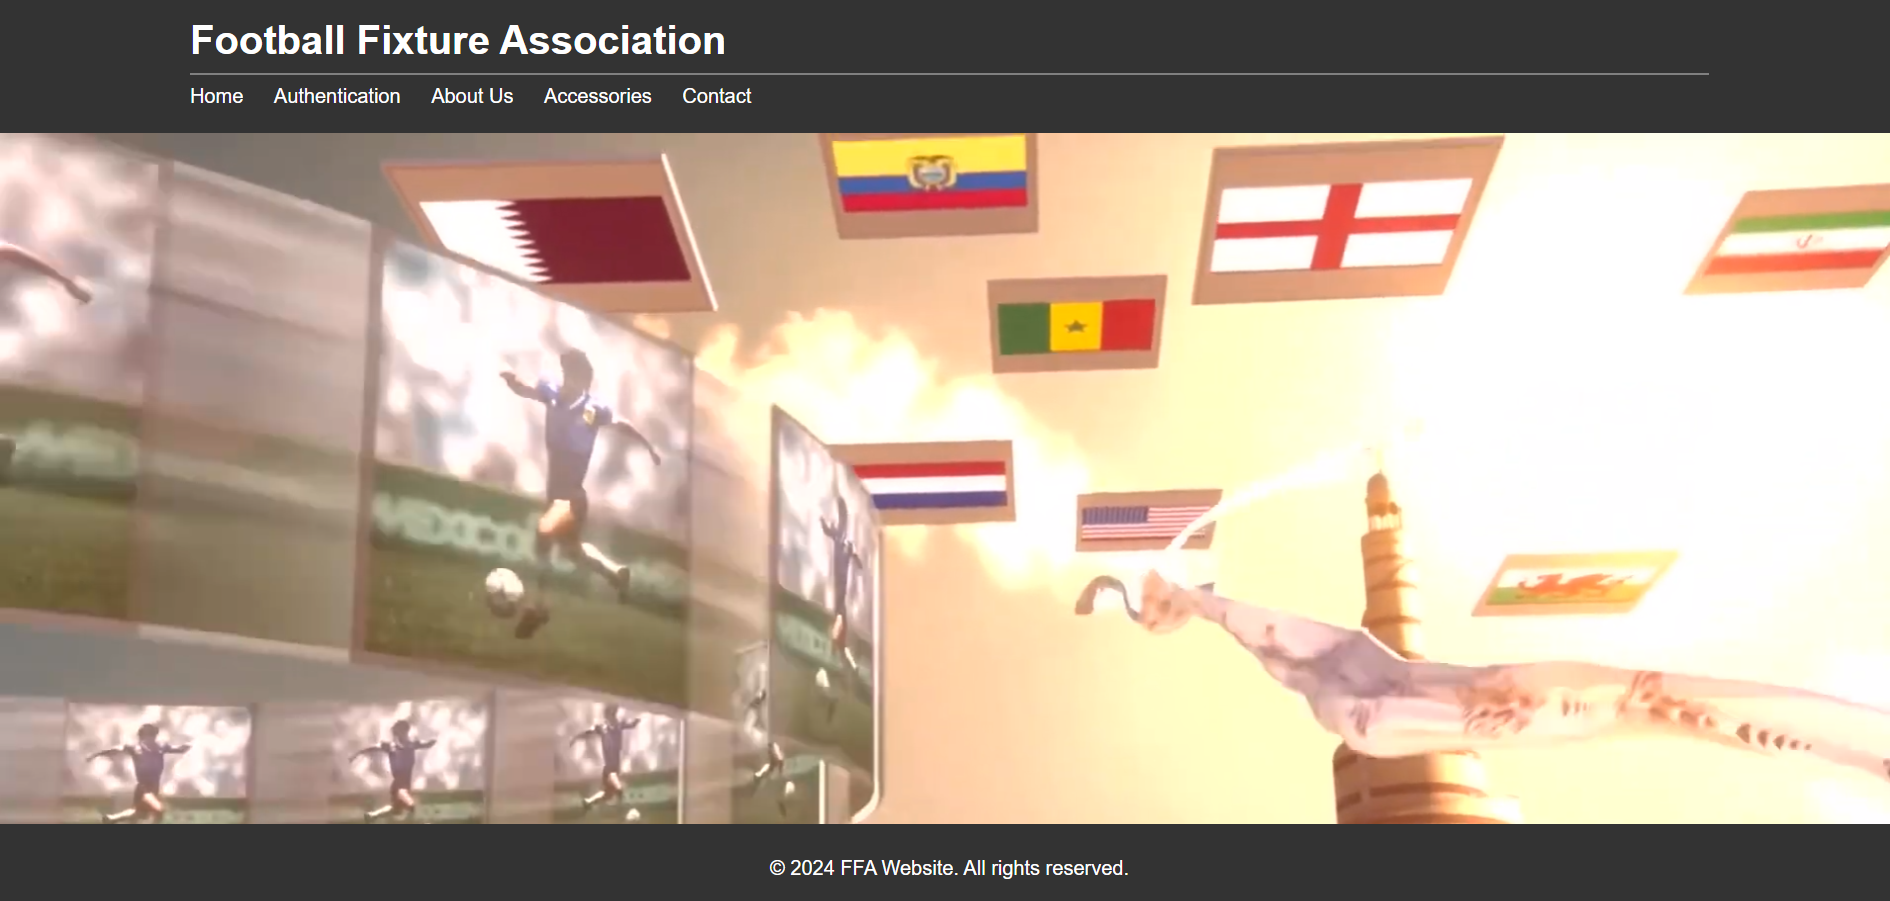 Football Fixture Association
Home Authentication About Us Accessories Contact
© 2024 FFA Website. All rights reserved.